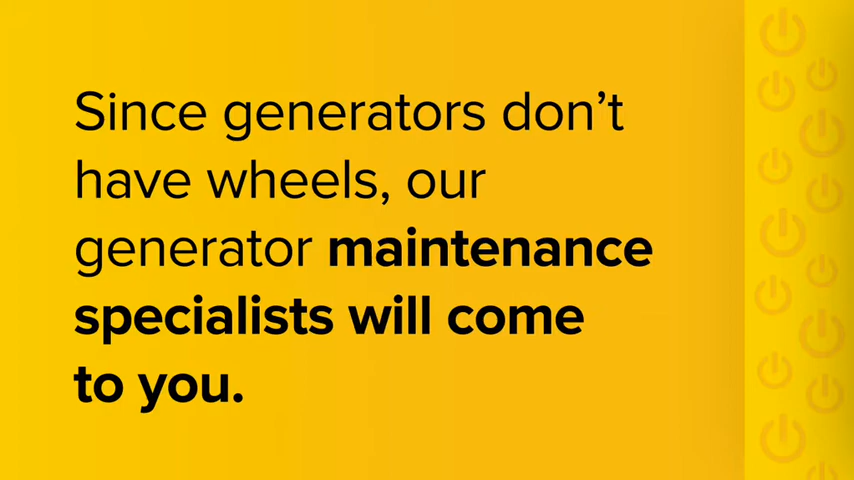 Since generators don’t
have wheels, our
generator maintenance
specialists will come
to you.